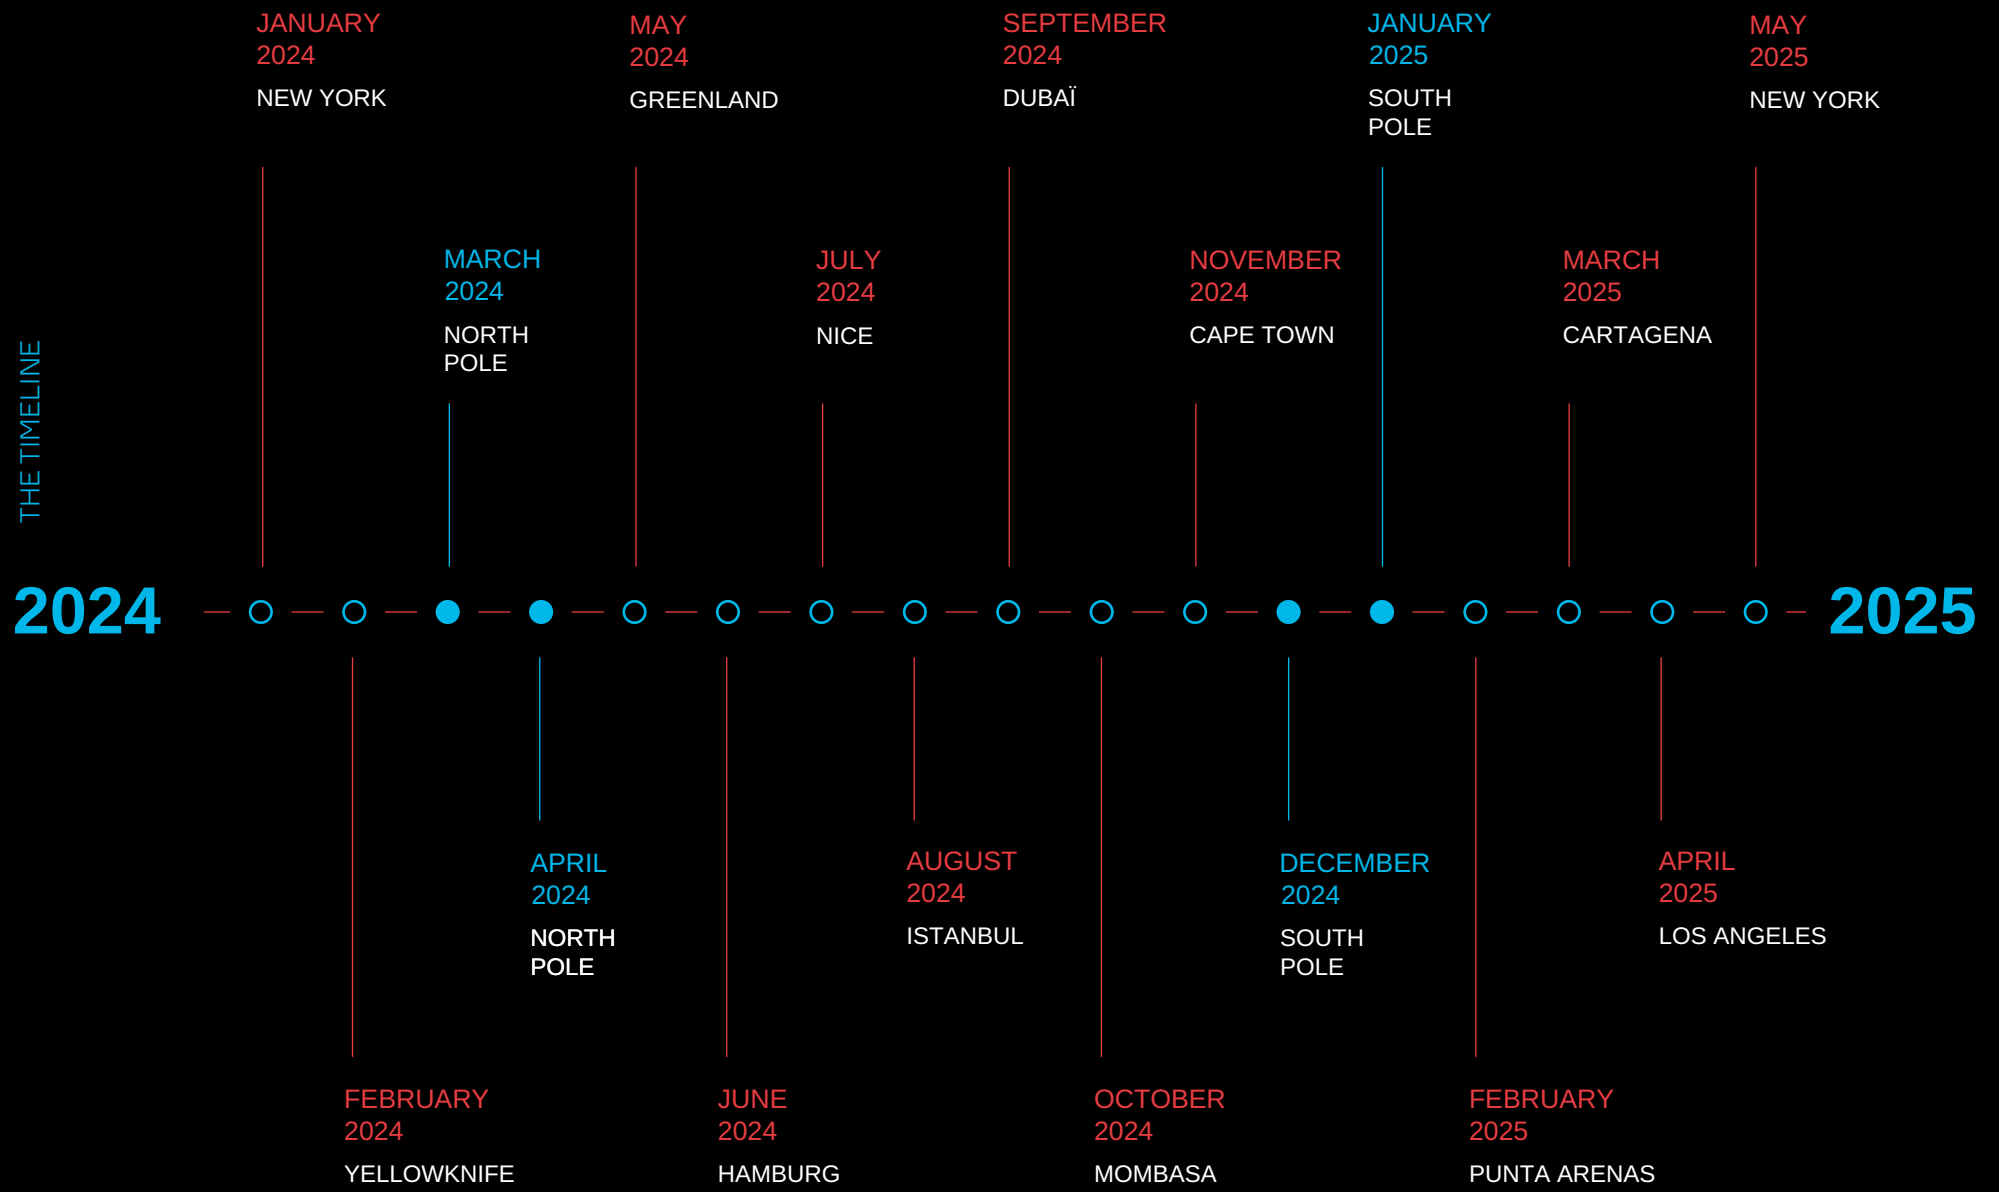 JANUARY
2024
NEW YORK
MAY
2024
GREENLAND
SEPTEMBER
2024
DUBAÏ
JANUARY
2025
SOUTH
POLE
MAY
2025
NEW YORK
MARCH
2024
NORTH
POLE
JULY
2024
NICE
NOVEMBER
2024
CAPE TOWN
MARCH
2025
CARTAGENA
THE TIMELINE
2024
2025
APRIL
2024
NORTH
POLE
AUGUST
2024
ISTANBUL
DECEMBER
2024
SOUTH
POLE
APRIL
2025
LOS ANGELES
FEBRUARY
2024
YELLOWKNIFE
JUNE
2024
HAMBURG
OCTOBER
2024
MOMBASA
FEBRUARY
2025
PUNTA ARENAS